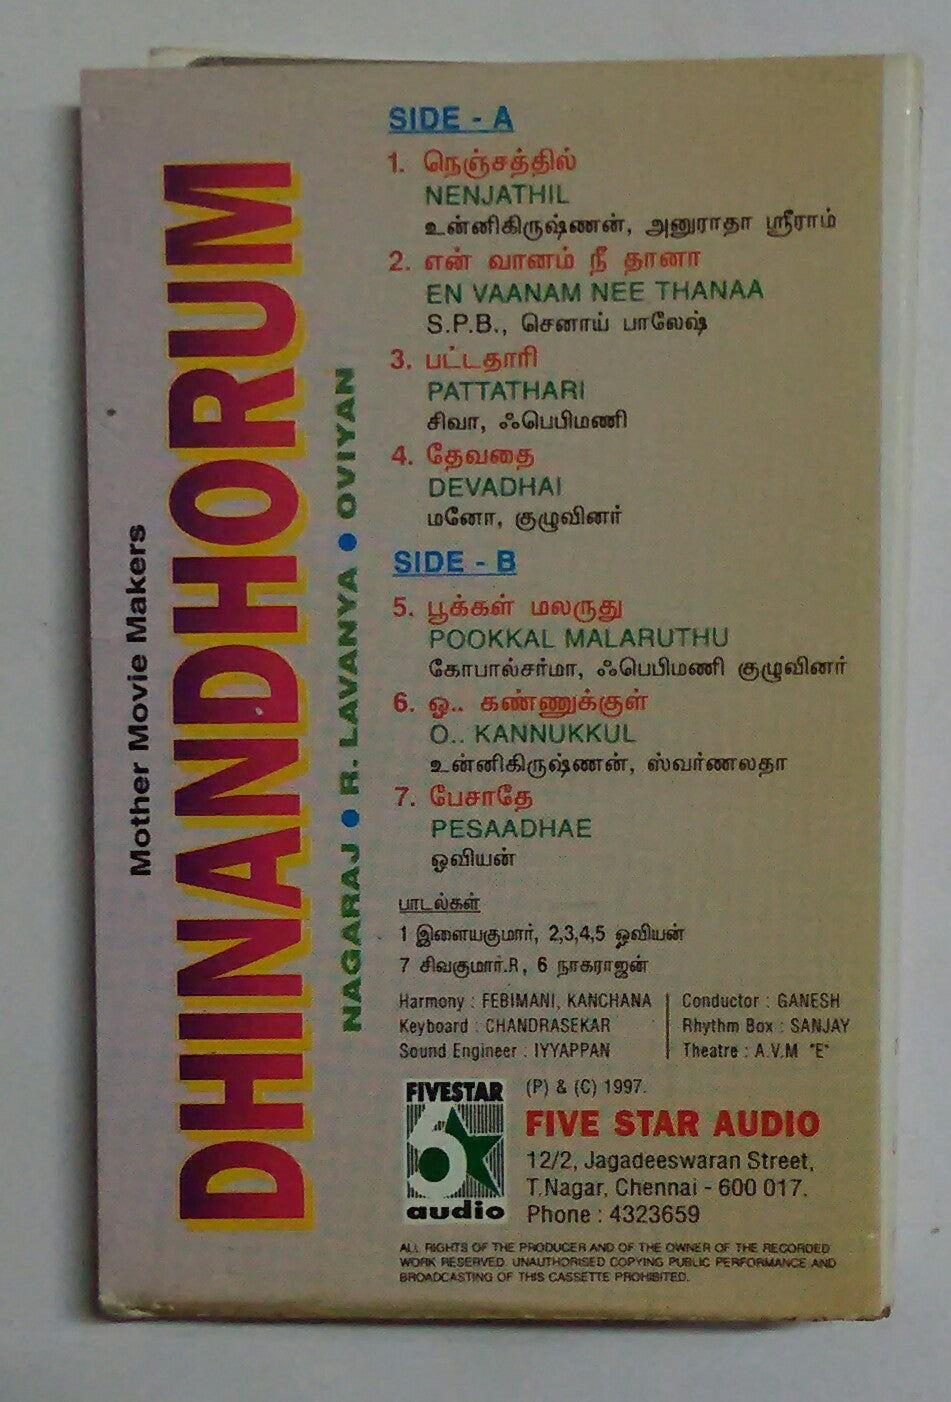 Mother Movie Makers
DHINANDHORUM
NAGARAJ • R. LAVANYA • OVIYAN
SIDE - A
1. நெஞ்சத்தில்
NENJATHIL
உன்னிகிருஷ்ணன், அனுராதா ஸ்ரீராம்
2. என் வானம் நீ தானா
EN VAANAM NEE THANAA
S.P.B., செனாய் பாலேஷ்
3. பட்டதாரி
PATTATHARI
சிவா, ஃபெபிமணி
4. தேவதை
DEVADHAI
மனோ, குழுவினர்
SIDE - B
5. பூக்கள் மலருது
POOKKAL MALARUTHU
கோபால்சர்மா, ஃபெபிமணி குழுவினர்
6. ஓ.. கண்ணுக்குள்
O.. KANNUKKUL
உன்னிகிருஷ்ணன், ஸ்வர்ணலதா
7. பேசாதே
PESAADHAE
ஓவியன்
பாடல்கள்
1 இளையகுமார், 2,3,4,5 ஓவியன்
7 சிவகுமார்.R, 6 நாகராஜன்
Harmony : FEBIMANI, KANCHANA
Keyboard : CHANDRASEKAR
Sound Engineer : IYYAPPAN
Conductor : GANESH
Rhythm Box : SANJAY
Theatre : A.V.M "E"
FIVESTAR
audio
(P) & (C) 1997.
FIVE STAR AUDIO
12/2, Jagadeeswaran Street,
T.Nagar, Chennai - 600 017.
Phone : 4323659
ALL RIGHTS OF THE PRODUCER AND OF THE OWNER OF THE RECORDED
WORK RESERVED. UNAUTHORISED COPYING PUBLIC PERFORMANCE AND
BROADCASTING OF THIS CASSETTE PROHIBITED.